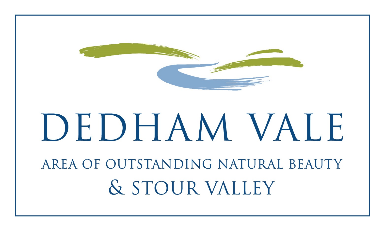 DEDHAM VALE
AREA OF OUTSTANDING NATURAL BEAUTY
& STOUR VALLEY